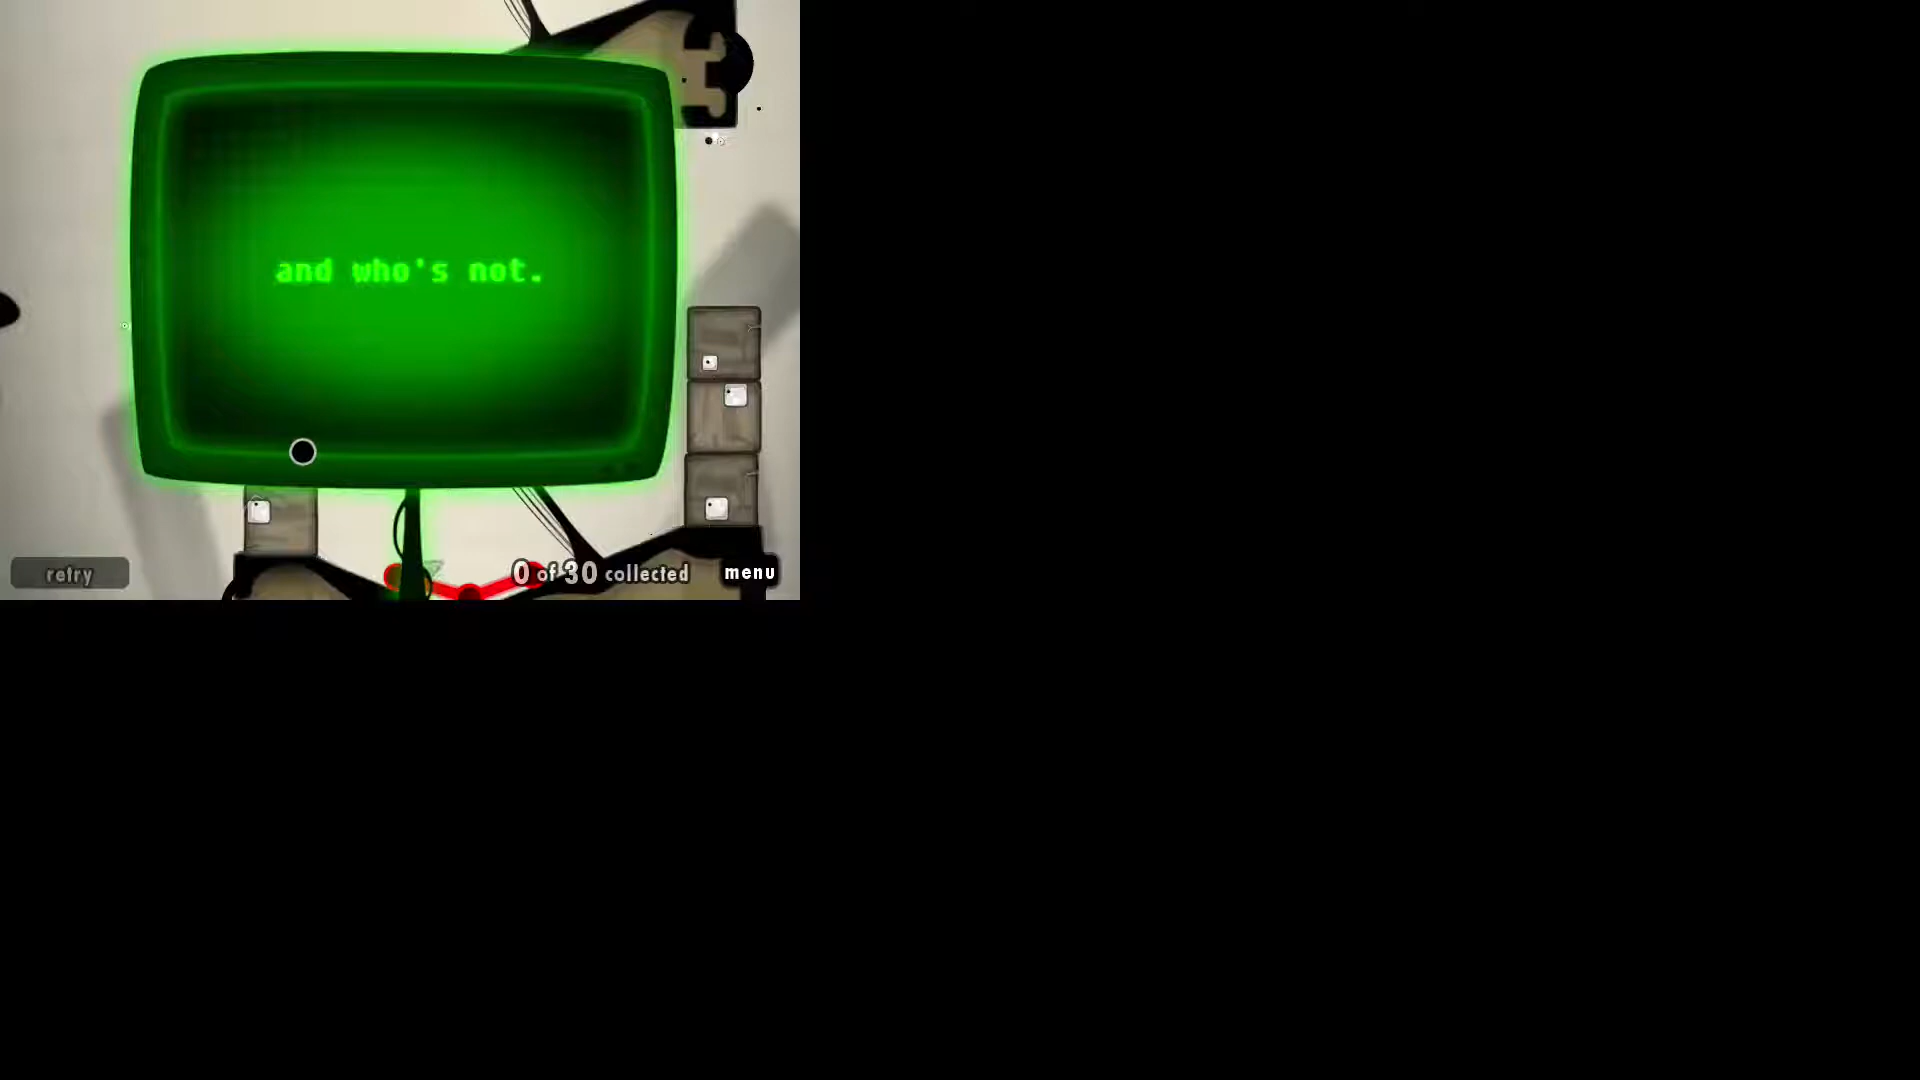 and who's not.
retry
0 of 30 collected
menu